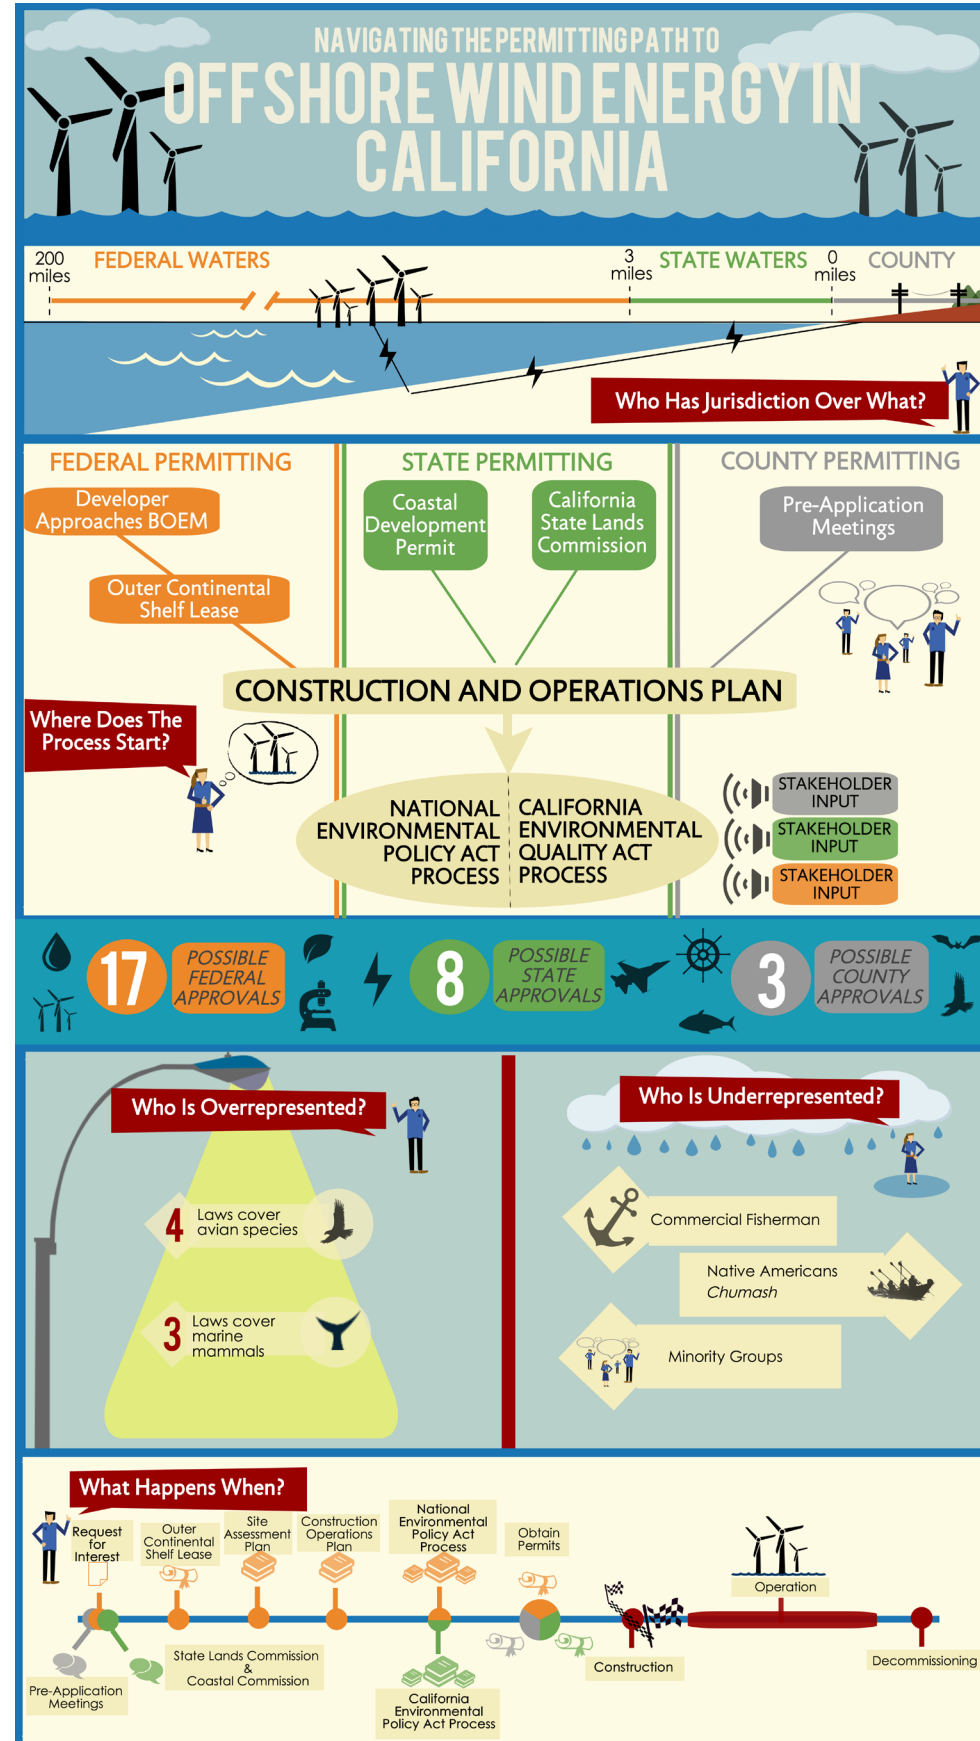 NAVIGATING THE PERMITTING PATH TO
OFFSHORE WIND ENERGY IN
CALIFORNIA
200
miles
FEDERAL WATERS
3
miles
STATE WATERS
0
miles
COUNTY
Who Has Jurisdiction Over What?
FEDERAL PERMITTING
STATE PERMITTING
COUNTY PERMITTING
Developer
Approaches BOEM
Outer Continental
Shelf Lease
Coastal
Development
Permit
California
State Lands
Commission
Pre-Application
Meetings
CONSTRUCTION AND OPERATIONS PLAN
Where Does The
Process Start?
NATIONAL
ENVIRONMENTAL
POLICY ACT
PROCESS
CALIFORNIA
ENVIRONMENTAL
QUALITY ACT
PROCESS
STAKEHOLDER
INPUT
STAKEHOLDER
INPUT
STAKEHOLDER
INPUT
17
POSSIBLE
FEDERAL
APPROVALS
8
POSSIBLE
STATE
APPROVALS
3
POSSIBLE
COUNTY
APPROVALS
Who Is Overrepresented?
4
Laws cover
avian species
3
Laws cover
marine
mammals
Who Is Underrepresented?
Commercial Fisherman
Native Americans
Chumash
Minority Groups
What Happens When?
Request
for
Interest
Outer
Continental
Shelf Lease
Site
Assessment
Plan
Construction
Operations
Plan
National
Environmental
Policy Act
Process
Obtain
Permits
Operation
Pre-Application
Meetings
State Lands Commission
&
Coastal Commission
California
Environmental
Policy Act Process
Construction
Decommissioning